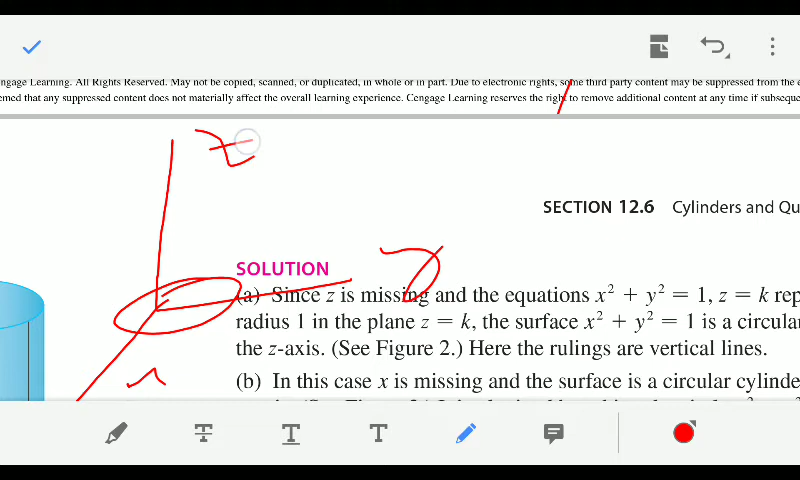 ngage Learning. All Rights Reserved. May not be copied, scanned, or duplicated, in whole or in part. Due to electronic rights, some third party content may be suppressed from the e
emed that any suppressed content does not materially affect the overall learning experience. Cengage Learning reserves the right to remove additional content at any time if subseque
z
SECTION 12.6 Cylinders and Qu
y
SOLUTION
(a) Since z is missing and the equations x² + y² = 1, z = k rep
radius 1 in the plane z = k, the surface x² + y² = 1 is a circular
the z-axis. (See Figure 2.) Here the rulings are vertical lines.
(b) In this case x is missing and the surface is a circular cylinde
T T T